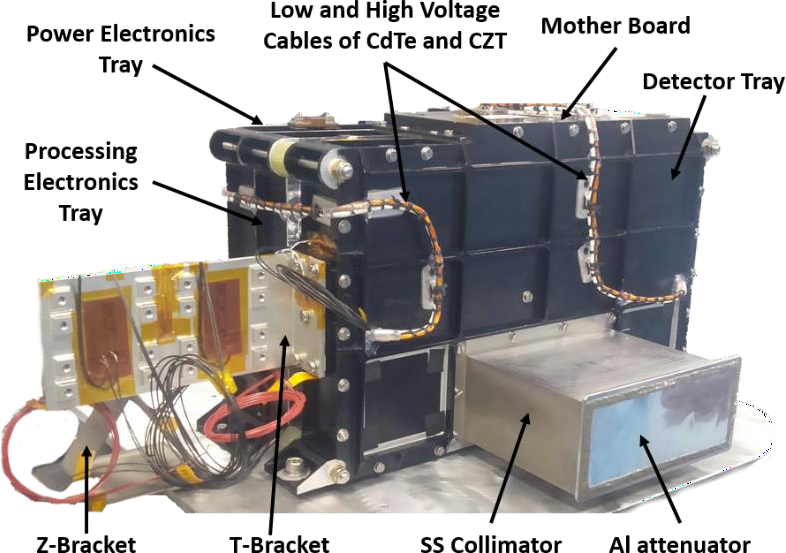 Low and High Voltage
Cables of CdTe and CZT
Mother Board
Power Electronics
Tray
Detector Tray
Processing
Electronics
Tray
Z-Bracket
T-Bracket
SS Collimator
Al attenuator